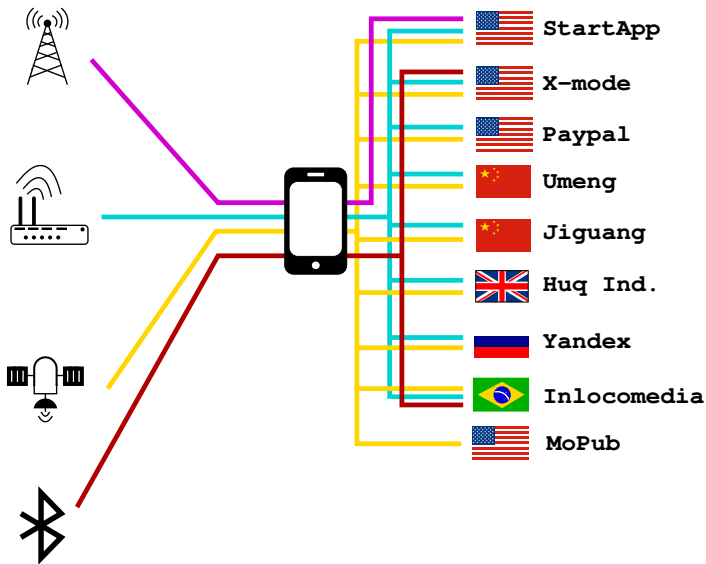 StartApp
X-mode
Paypal
Umeng
Jiguang
Huq Ind.
Yandex
Inlocomedia
MoPub